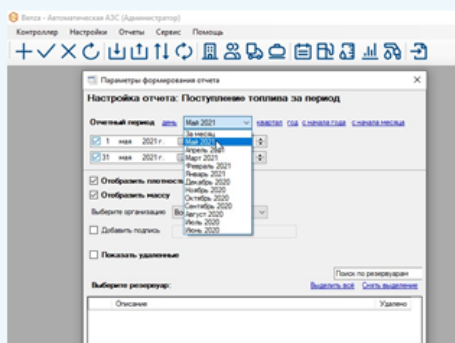 Benza - Автоматическая АЗС (Администратор)
Контроллер Настройки Отчеты Сервис Помощь
Параметры формирования отчета
Настройка отчета: Поступление топлива за период
Отчетный период день Май 2021 квартал год с начала года с начала месяца
За месяц
Май 2021
1 мая 2021 г.
Апрель 2021
Март 2021
31 мая 2021 г.
Февраль 2021
Январь 2021
Отобразить плотность
Декабрь 2020
Ноябрь 2020
Отобразить массу
Октябрь 2020
Сентябрь 2020
Выберите организацию
Август 2020
Июль 2020
Добавить подпись
Июнь 2020
Показать удаленные
Поиск по резервуарам
Выберите резервуар: Выделить всё Снять выделение
Описание Удалено